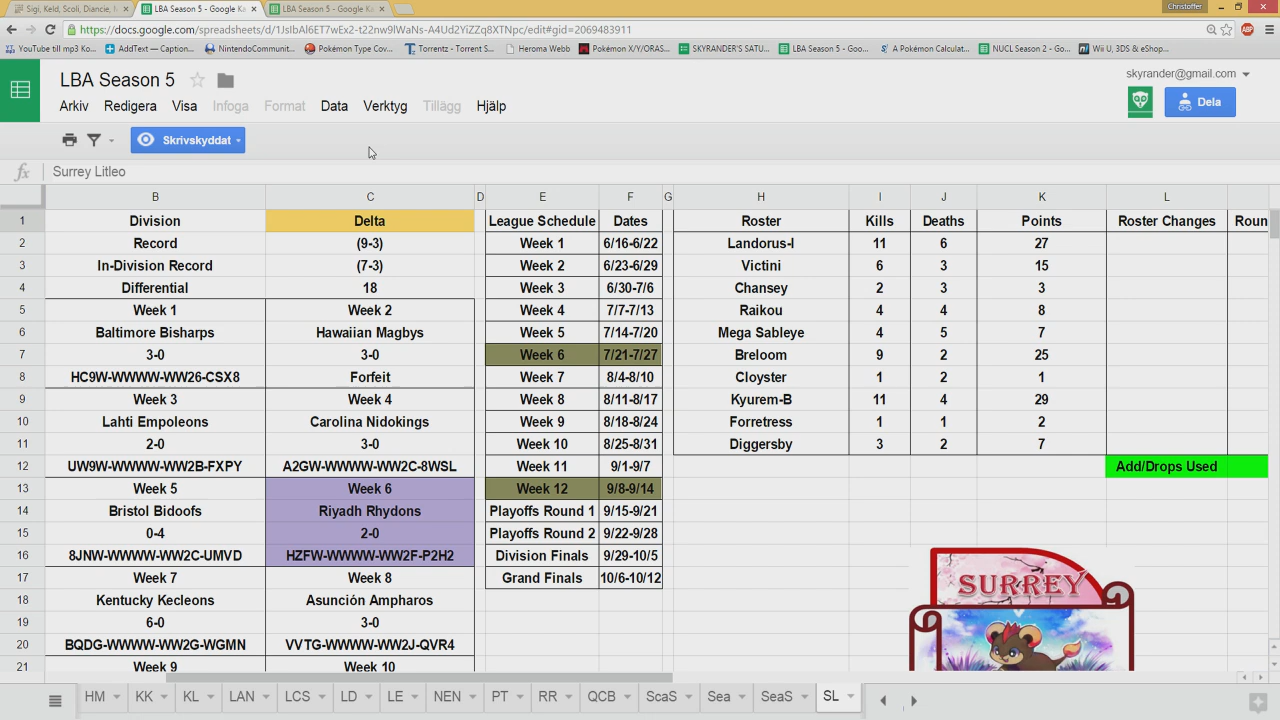 Sigi, Keld, Scoli, Diancie, I
LBA Season 5 - Google Ka
LBA Season 5 - Google Ka
Christoffer
https://docs.google.com/spreadsheets/d/1JsIbAl6ET7wEx2-t22nw9lWaNs-A4Ud2YiZZq8XTNpc/edit#gid=2069483911
YouTube till mp3 Ko...
AddText — Caption...
NintendoCommuniti...
Pokémon Type Cov...
Torrentz - Torrent S...
Heroma Webb
Pokémon X/Y/ORAS...
SKYRANDER'S SATU...
LBA Season 5 - Goo...
A Pokémon Calculat...
NUCL Season 2 - Go...
Wii U, 3DS & eShop...
LBA Season 5
skyrander@gmail.com
Arkiv Redigera Visa Infoga Format Data Verktyg Tillägg Hjälp
Dela
Skrivskyddat
fx Surrey Litleo
B C D E F G H I J K L
1 Division Delta League Schedule Dates Roster Kills Deaths Points Roster Changes Roun
2 Record (9-3) Week 1 6/16-6/22 Landorus-I 11 6 27
3 In-Division Record (7-3) Week 2 6/23-6/29 Victini 6 3 15
4 Differential 18 Week 3 6/30-7/6 Chansey 2 3 3
5 Week 1 Week 2 Week 4 7/7-7/13 Raikou 4 4 8
6 Baltimore Bisharps Hawaiian Magbys Week 5 7/14-7/20 Mega Sableye 4 5 7
7 3-0 3-0 Week 6 7/21-7/27 Breloom 9 2 25
8 HC9W-WWWW-WW26-CSX8 Forfeit Week 7 8/4-8/10 Cloyster 1 2 1
9 Week 3 Week 4 Week 8 8/11-8/17 Kyurem-B 11 4 29
10 Lahti Empoleons Carolina Nidokings Week 9 8/18-8/24 Forretress 1 1 2
11 2-0 3-0 Week 10 8/25-8/31 Diggersby 3 2 7
12 UW9W-WWWW-WW2B-FXPY A2GW-WWWW-WW2C-8WSL Week 11 9/1-9/7 Add/Drops Used
13 Week 5 Week 6 Week 12 9/8-9/14
14 Bristol Bidoofs Riyadh Rhydons Playoffs Round 1 9/15-9/21
15 0-4 2-0 Playoffs Round 2 9/22-9/28
16 8JNW-WWWW-WW2C-UMVD HZFW-WWWW-WW2F-P2H2 Division Finals 9/29-10/5
17 Week 7 Week 8 Grand Finals 10/6-10/12
SURREY
18 Kentucky Kecleons Asunción Ampharos
19 6-0 3-0
20 BQDG-WWWW-WW2G-WGMN VVTG-WWWW-WW2J-QVR4
21 Week 9 Week 10
HM KK KL LAN LCS LD LE NEN PT RR QCB ScaS Sea SeaS SL